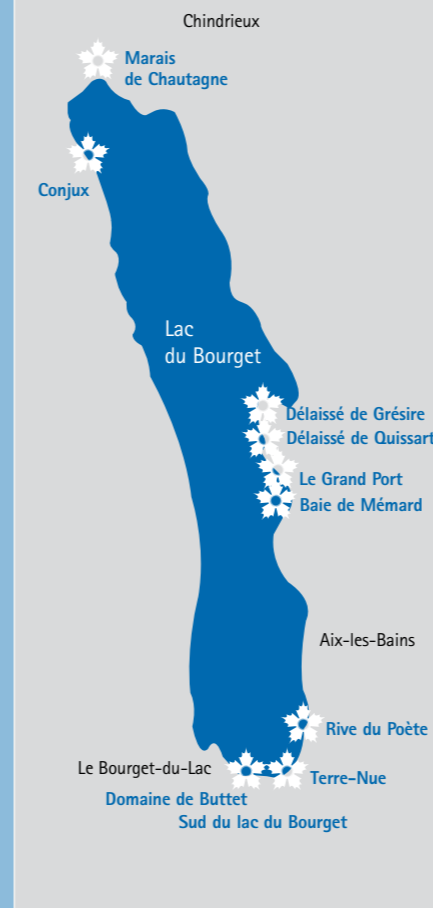 Chindrieux
Marais
de Chautagne
Conjux
Lac
du Bourget
Délaissé de Grésire
Délaissé de Quissart
Le Grand Port
Baie de Mémard
Aix-les-Bains
Rive du Poète
Le Bourget-du-Lac
Terre-Nue
Domaine de Buttet
Sud du lac du Bourget